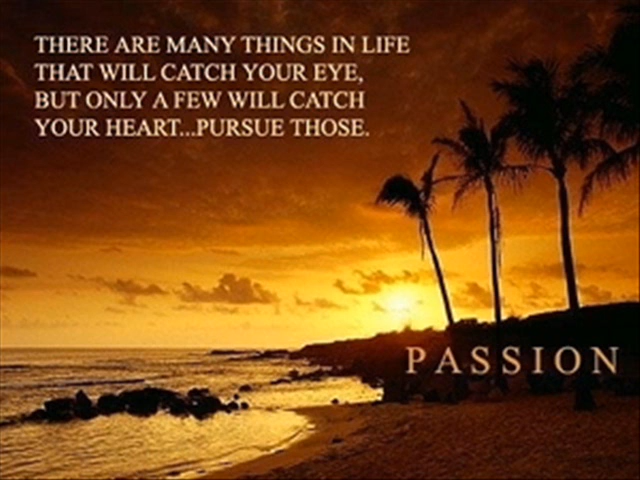 THERE ARE MANY THINGS IN LIFE
THAT WILL CATCH YOUR EYE,
BUT ONLY A FEW WILL CATCH
YOUR HEART...PURSUE THOSE.
PASSION